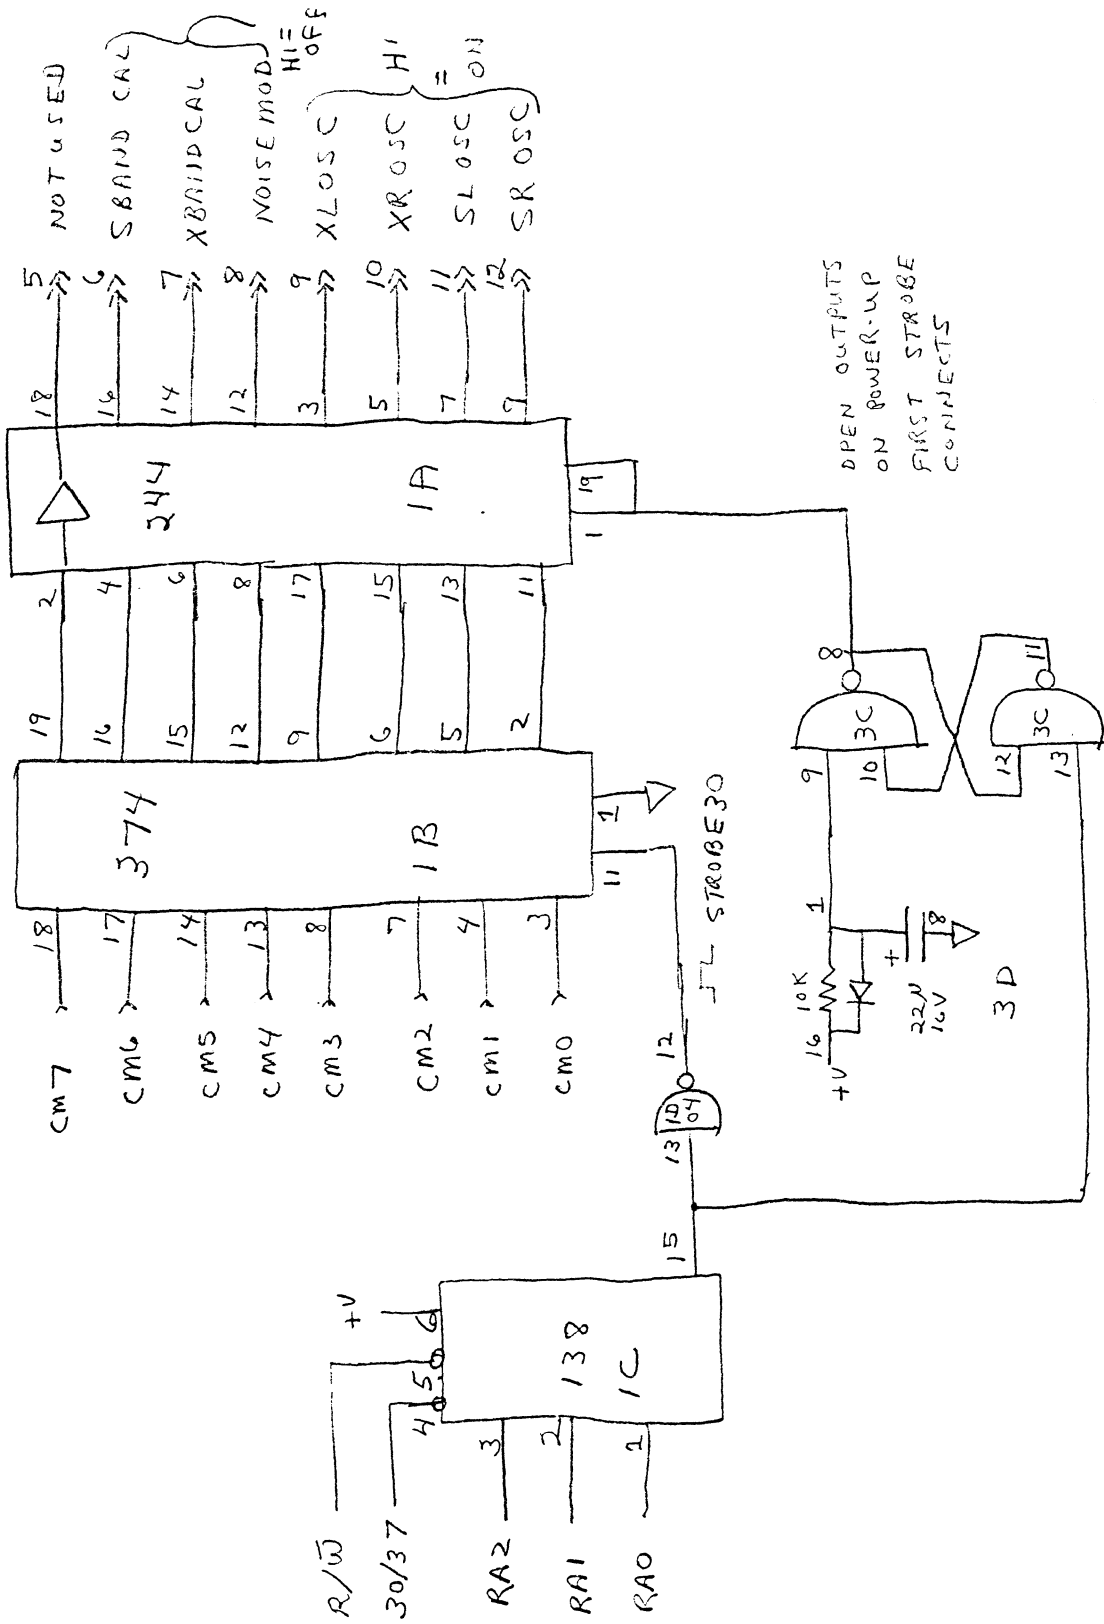 CM7
CM6
CM5
CM4
CM3
CM2
CM1
CM0
18
17
14
13
8
7
4
3
374
1B
19
16
15
12
9
6
5
2
11
1
2
4
6
8
17
15
13
11
244
1A
18
16
14
12
3
5
7
9
1
19
5
6
7
8
9
10
11
12
NOT USED
SBAND CAL
XBAND CAL
NOISE MOD
HI=
OFF
XL OSC
XR OSC
SL OSC
SR OSC
HI
=
ON
R/W̅
30/37
RA2
RA1
RA0
+V
4
5
6
3
2
1
138
1C
15
13
1D
04
12
STROBE30
+V
16
10K
1
+
22µ
16V
8
3D
9
10
3C
8
12
13
3C
11
OPEN OUTPUTS
ON POWER-UP
FIRST STROBE
CONNECTS